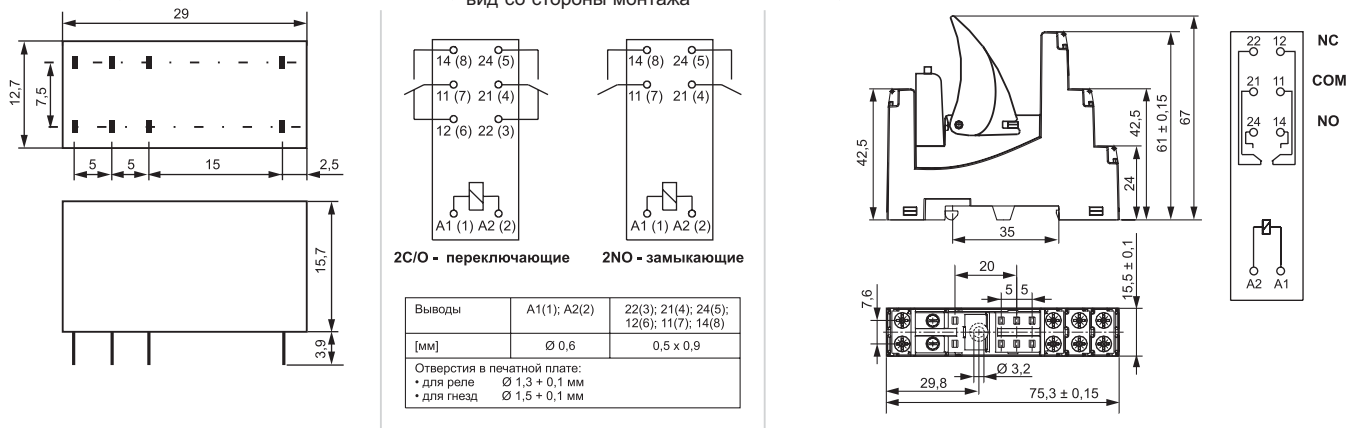 29
12,7
7,5
5
5
15
2,5
15,7
3,9
вид со стороны монтажа
14 (8) 24 (5)
11 (7) 21 (4)
12 (6) 22 (3)
A1 (1) A2 (2)
2C/O - переключающие
14 (8) 24 (5)
11 (7) 21 (4)
A1 (1) A2 (2)
2NO - замыкающие
Выводы A1(1); A2(2) 22(3); 21(4); 24(5);
12(6); 11(7); 14(8)
[мм] Ø 0,6 0,5 x 0,9
Отверстия в печатной плате:
• для реле Ø 1,3 + 0,1 мм
• для гнезд Ø 1,5 + 0,1 мм
42,5
35
24
42,5
61 ± 0,15
67
20
5 5
7,6
15,5 ± 0,1
Ø 3,2
29,8
75,3 ± 0,15
22 12 NC
21 11 COM
24 14 NO
A2 A1